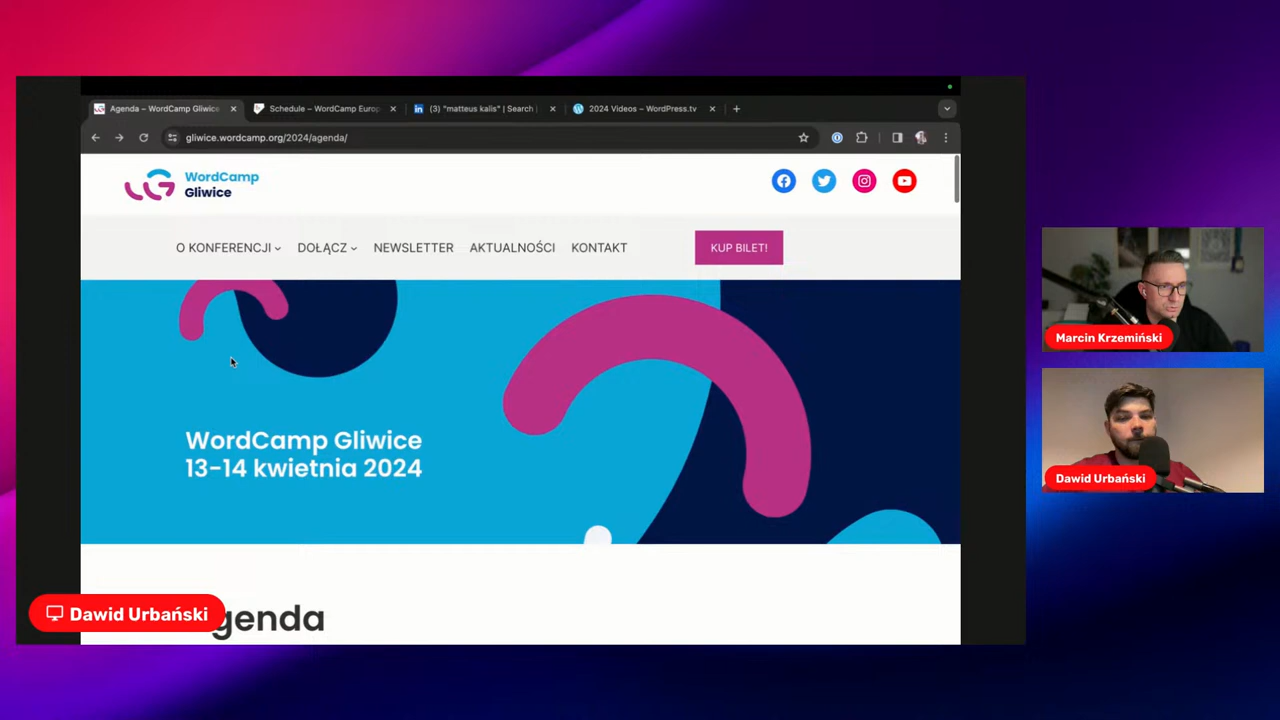 Agenda – WordCamp Gliwice
Schedule – WordCamp Europ
(3) "matteus kalis" | Search |
2024 Videos – WordPress.tv
gliwice.wordcamp.org/2024/agenda/
WordCamp
Gliwice
O KONFERENCJI
DOŁĄCZ
NEWSLETTER
AKTUALNOŚCI
KONTAKT
KUP BILET!
WordCamp Gliwice
13-14 kwietnia 2024
genda
Dawid Urbański
Marcin Krzemiński
Dawid Urbański